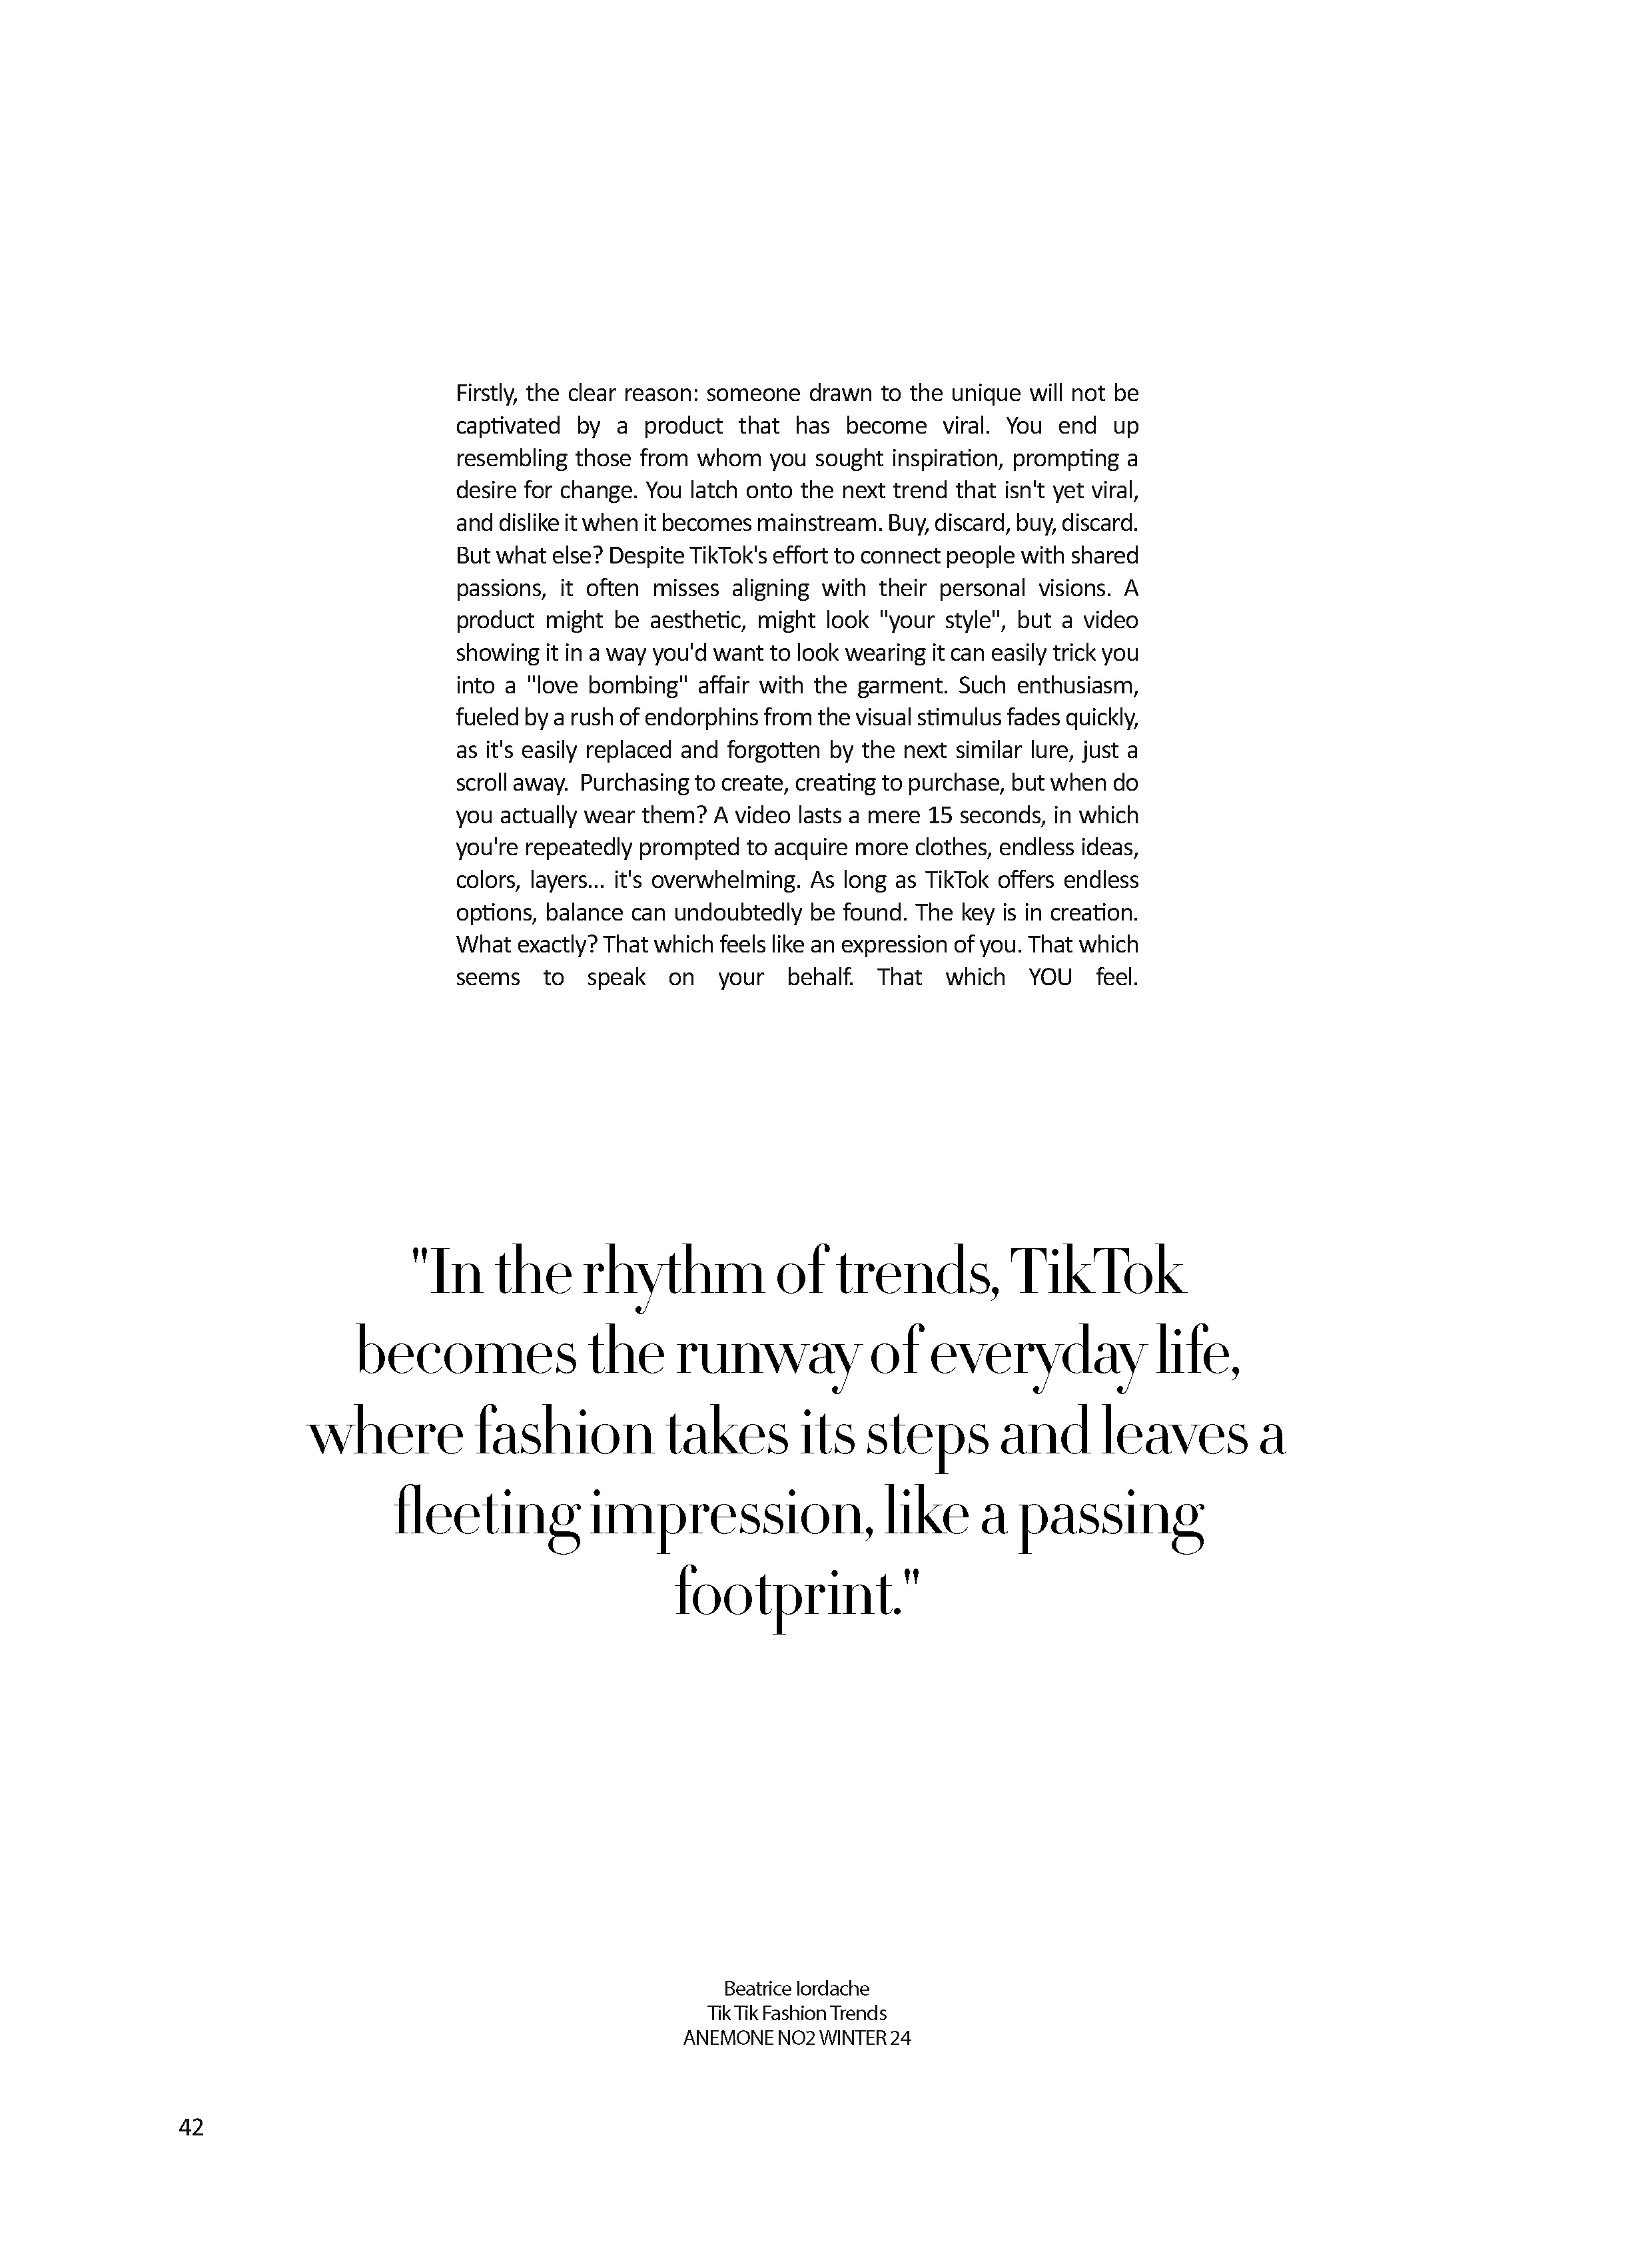 Firstly, the clear reason: someone drawn to the unique will not be
captivated by a product that has become viral. You end up
resembling those from whom you sought inspiration, prompting a
desire for change. You latch onto the next trend that isn't yet viral,
and dislike it when it becomes mainstream. Buy, discard, buy, discard.
But what else? Despite TikTok's effort to connect people with shared
passions, it often misses aligning with their personal visions. A
product might be aesthetic, might look "your style", but a video
showing it in a way you'd want to look wearing it can easily trick you
into a "love bombing" affair with the garment. Such enthusiasm,
fueled by a rush of endorphins from the visual stimulus fades quickly,
as it's easily replaced and forgotten by the next similar lure, just a
scroll away. Purchasing to create, creating to purchase, but when do
you actually wear them? A video lasts a mere 15 seconds, in which
you're repeatedly prompted to acquire more clothes, endless ideas,
colors, layers... it's overwhelming. As long as TikTok offers endless
options, balance can undoubtedly be found. The key is in creation.
What exactly? That which feels like an expression of you. That which
seems to speak on your behalf. That which YOU feel.
"In the rhythm of trends, TikTok
becomes the runway of everyday life,
where fashion takes its steps and leaves a
fleeting impression, like a passing
footprint."
Beatrice Iordache
Tik Tik Fashion Trends
ANEMONE NO2 WINTER 24
42